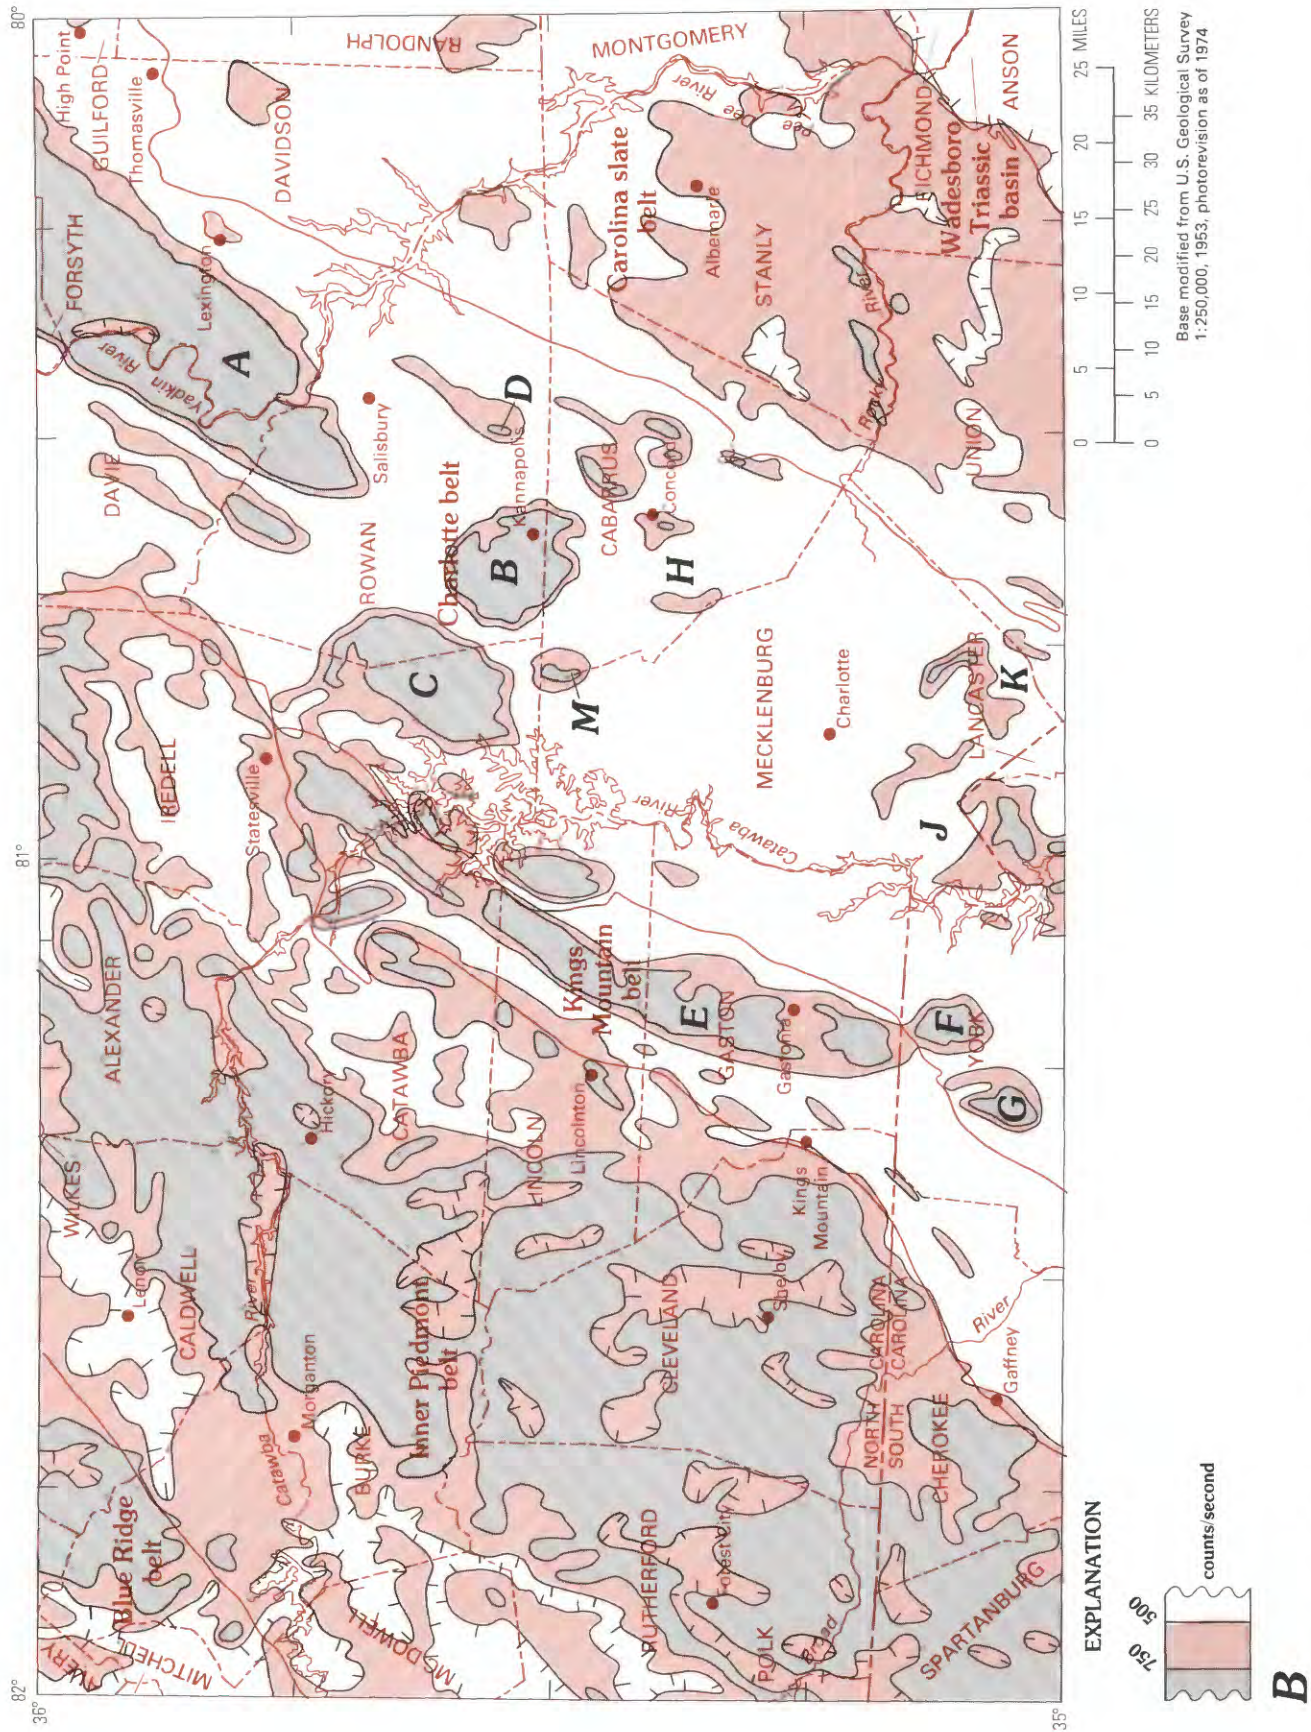 82°
81°
80°
36°
35°
AVERY
MITCHELL
Blue Ridge
belt
WILKES
ALEXANDER
Lenoir
CALDWELL
River
Catawba
Morganton
BURKE
MCDOWELL
Hickory
CATAWBA
IREDELL
Statesville
DAVIE
FORSYTH
Yadkin
River
A
Lexington
High Point
GUILFORD
Thomasville
DAVIDSON
RANDOLPH
Salisbury
ROWAN
Charlotte belt
C
B
Kannapolis
D
Inner Piedmont
belt
LINCOLN
Lincolnton
Kings
Mountain
belt
M
CABARRUS
Concord
H
Carolina slate
belt
MONTGOMERY
Pee
Dee
River
Albemarle
STANLY
RUTHERFORD
Forest City
CLEVELAND
Shelby
E
GASTON
Gastonia
Kings
Mountain
River
Catawba
MECKLENBURG
Charlotte
Rocky
River
RICHMOND
Wadesboro
Triassic
basin
ANSON
UNION
POLK
Broad
NORTH CAROLINA
SOUTH CAROLINA
SPARTANBURG
CHEROKEE
Gaffney
River
F
YORK
G
J
LANCASTER
K
EXPLANATION
750
500
counts/second
0 5 10 15 20 25 MILES
0 5 10 15 20 25 30 35 KILOMETERS
Base modified from U.S. Geological Survey
1:250,000, 1953, photorevision as of 1974
B